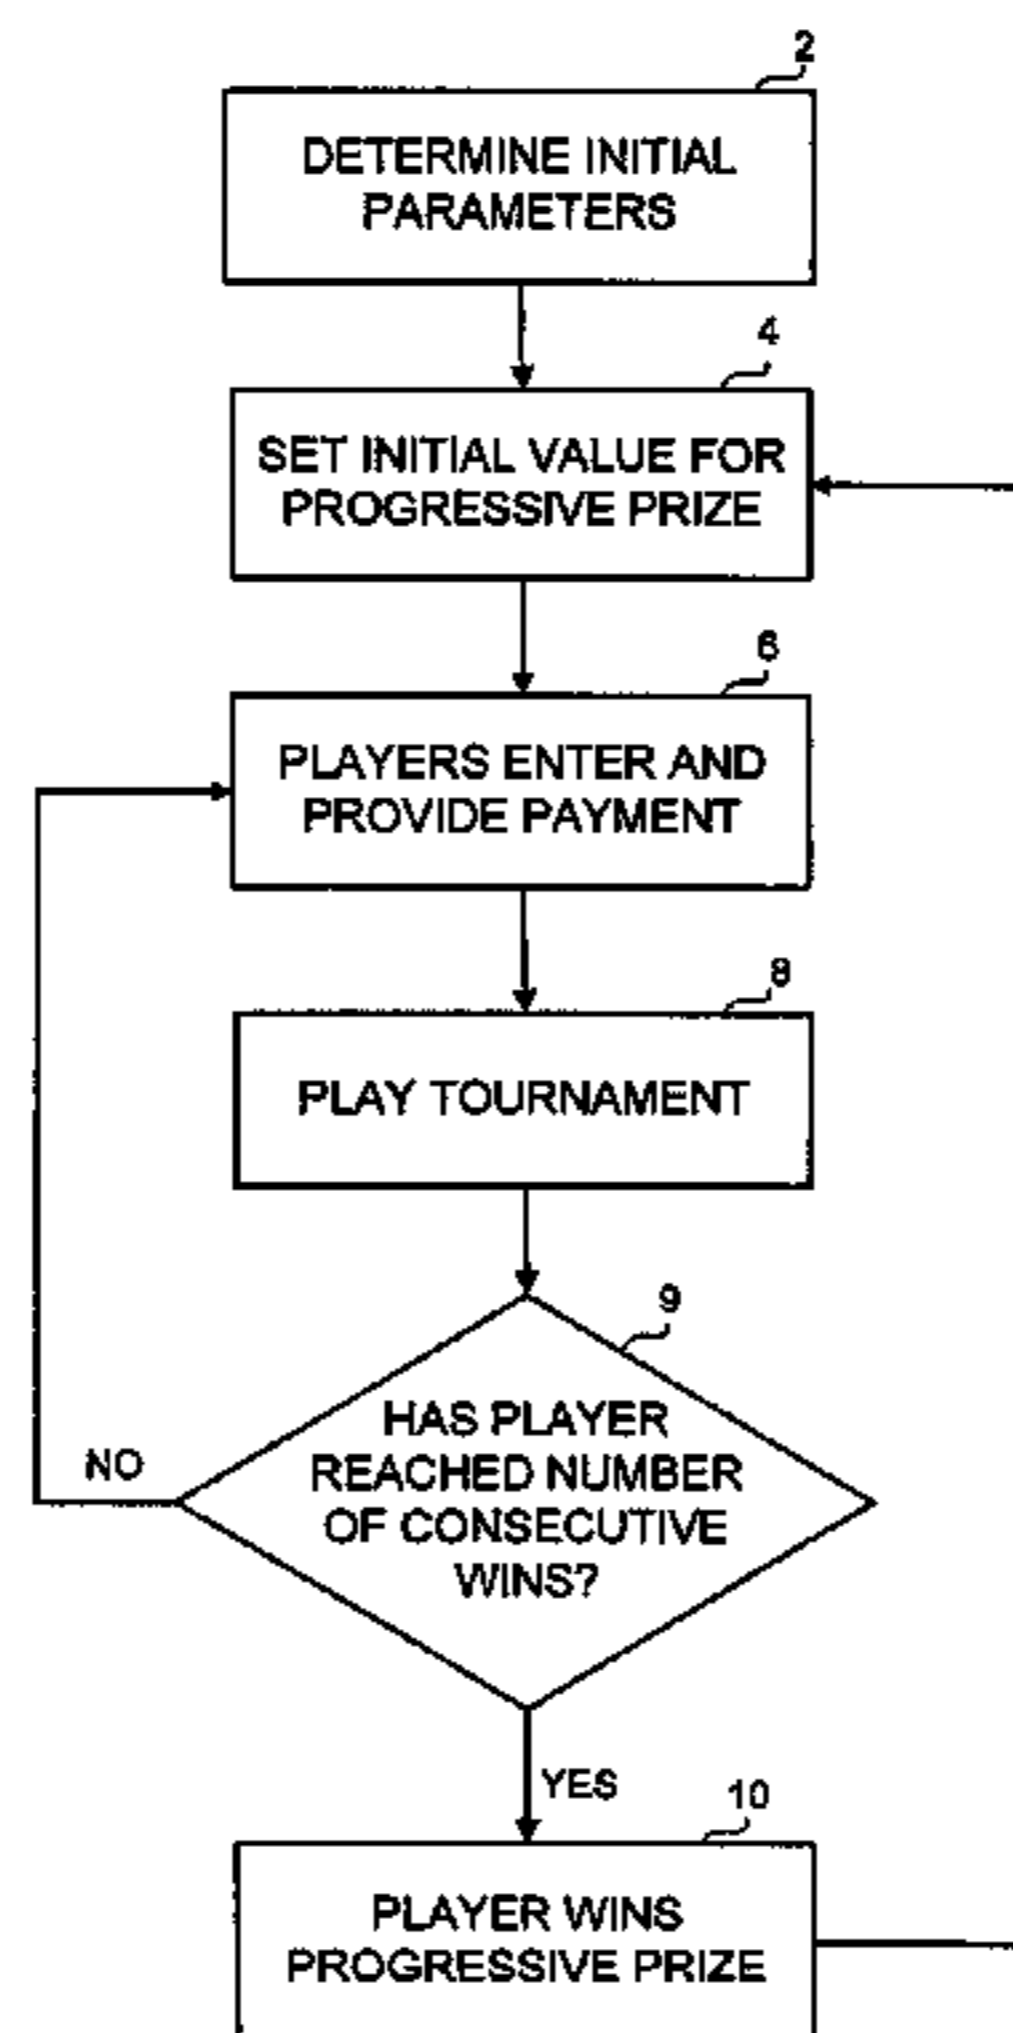 2
DETERMINE INITIAL
PARAMETERS
4
SET INITIAL VALUE FOR
PROGRESSIVE PRIZE
6
PLAYERS ENTER AND
PROVIDE PAYMENT
8
PLAY TOURNAMENT
9
HAS PLAYER
REACHED NUMBER
OF CONSECUTIVE
WINS?
NO
YES
10
PLAYER WINS
PROGRESSIVE PRIZE